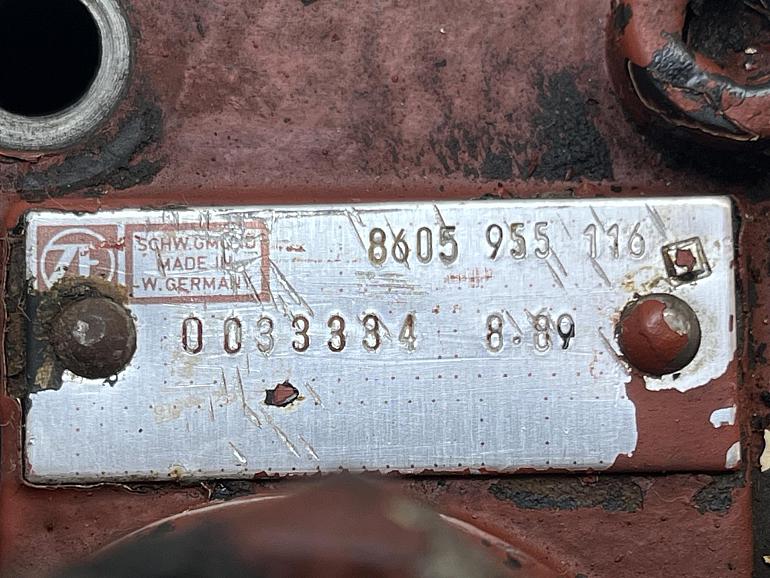 ZF
SCHW.GMÜND
MADE IN
W.GERMANY
8605 955 116
0033334 8.89